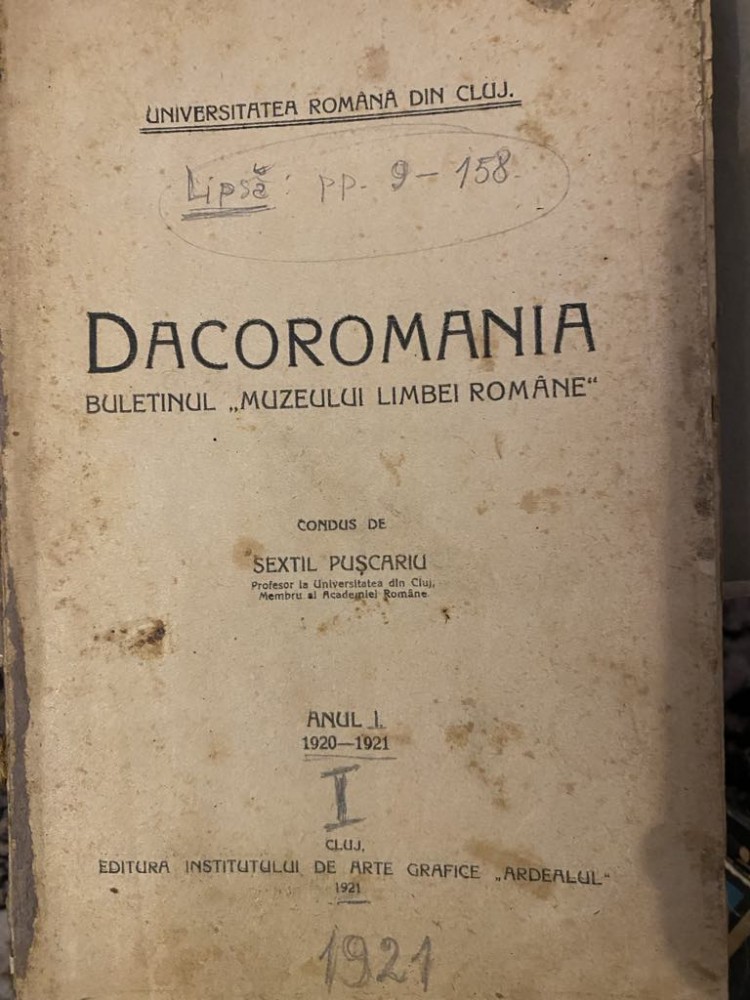 UNIVERSITATEA ROMÂNĂ DIN CLUJ.
Lipsă: pp. 9 – 158.
DACOROMANIA
BULETINUL „MUZEULUI LIMBEI ROMÂNE“
CONDUS DE
SEXTIL PUŞCARIU
Profesor la Universitatea din Cluj,
Membru al Academiei Române.
ANUL I.
1920—1921
I
CLUJ,
EDITURA INSTITUTULUI DE ARTE GRAFICE „ARDEALUL“
1921
1921